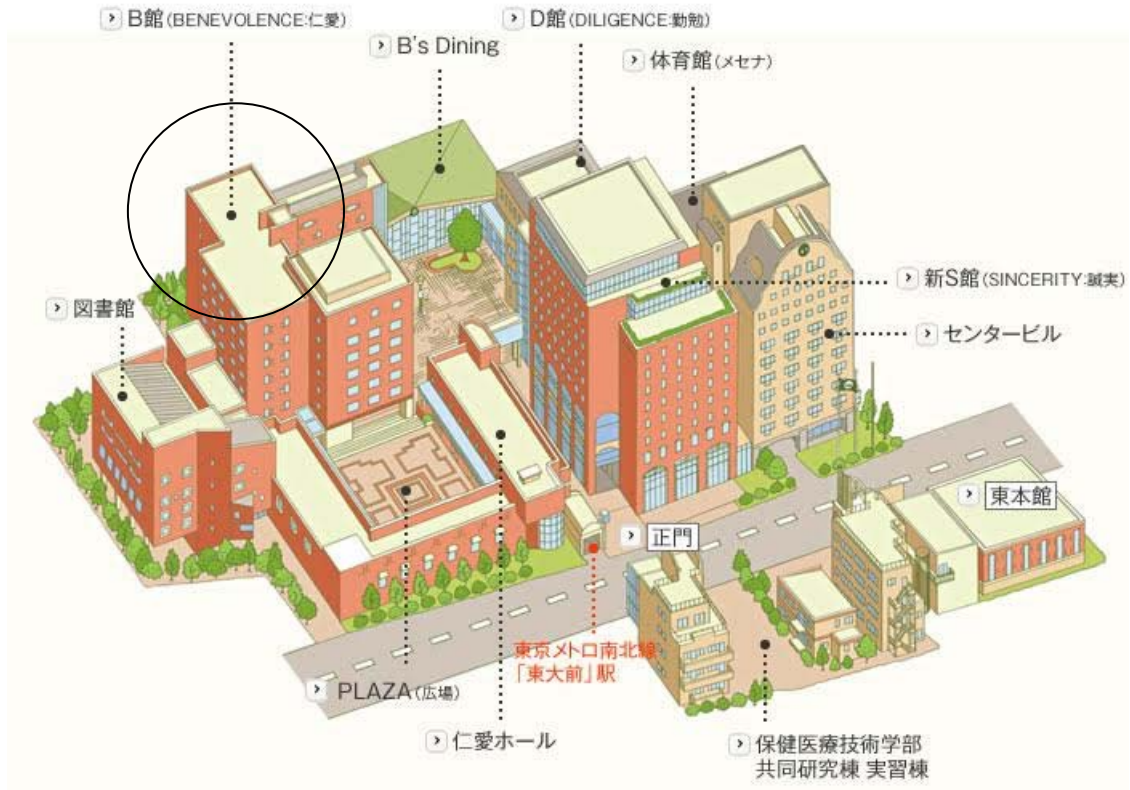 B館(BENEVOLENCE:仁愛)
D館(DILIGENCE:勤勉)
B's Dining
体育館(メセナ)
新S館(SINCERITY:誠実)
図書館
センタービル
東本館
正門
東京メトロ南北線
「東大前」駅
PLAZA(広場)
仁愛ホール
保健医療技術学部
共同研究棟 実習棟